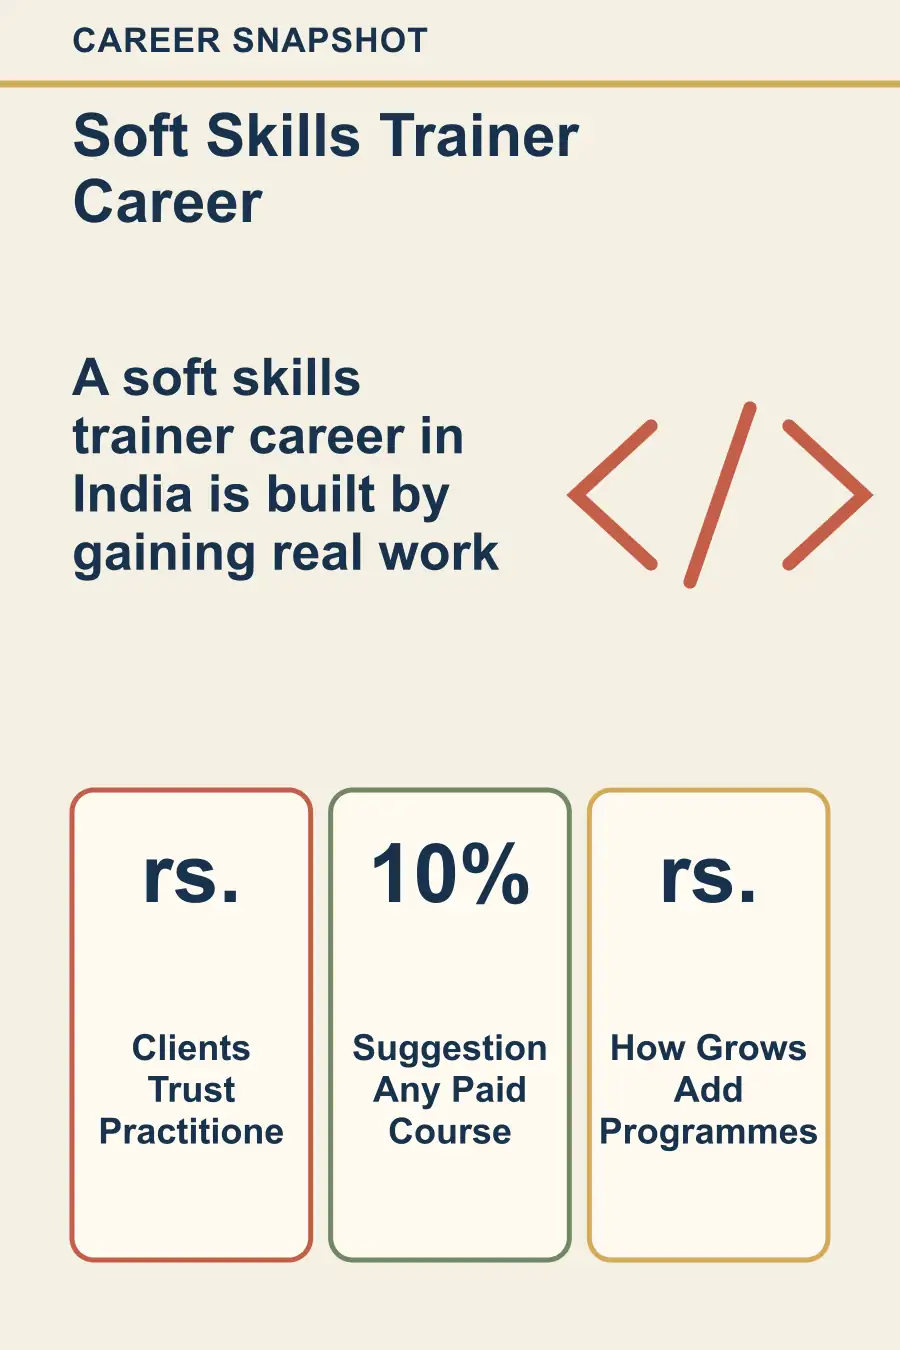 CAREER SNAPSHOT
Soft Skills Trainer
Career
A soft skills
trainer career in
India is built by
gaining real work
rs.
Clients
Trust
Practitione
10%
Suggestion
Any Paid
Course
rs.
How Grows
Add
Programmes